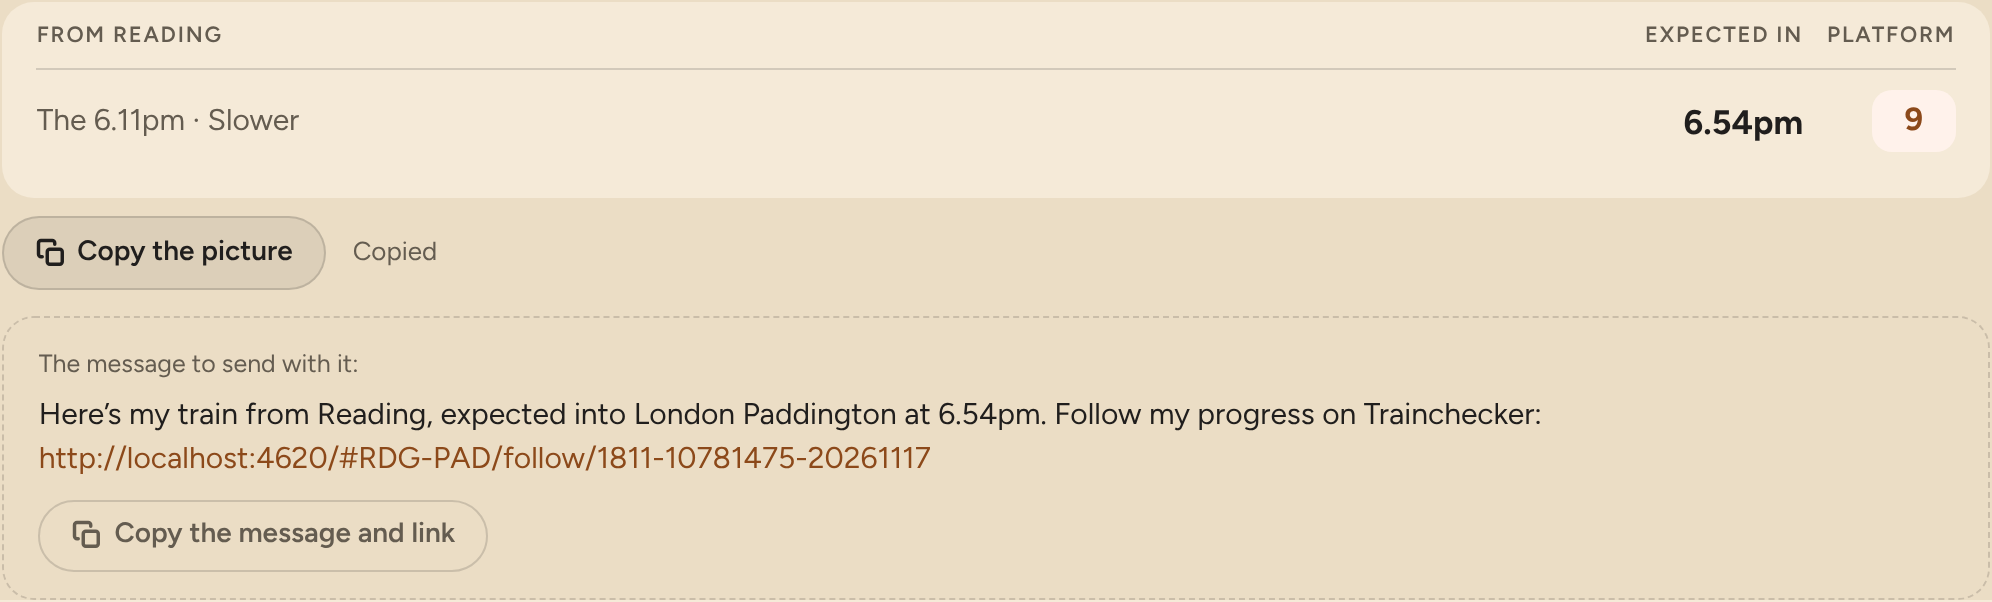 FROM READING EXPECTED IN PLATFORM
The 6.11pm · Slower 6.54pm 9
Copy the picture Copied
The message to send with it:
Here’s my train from Reading, expected into London Paddington at 6.54pm. Follow my progress on Trainchecker:
http://localhost:4620/#RDG-PAD/follow/1811-10781475-20261117
Copy the message and link